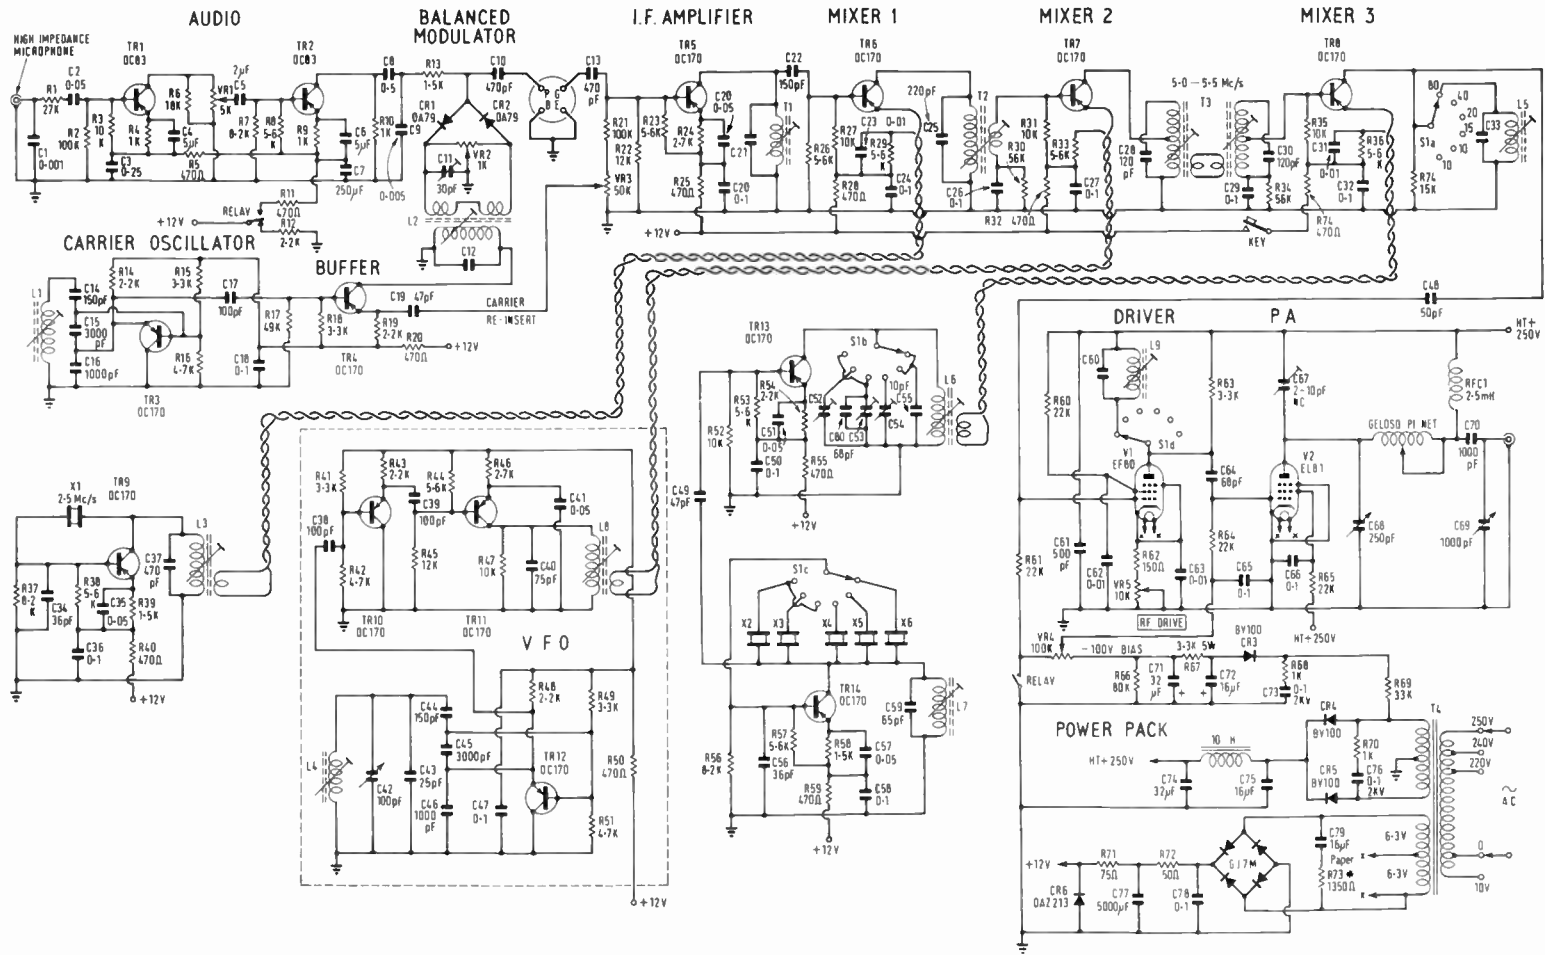 AUDIO
BALANCED
MODULATOR
I.F. AMPLIFIER
MIXER 1
MIXER 2
MIXER 3
HIGH IMPEDANCE
MICROPHONE
R1
27K
C2
0·05
TR1
OC83
R2
100K
R3
10
K
R4
1K
C1
0·001
C3
0·25
C4
5µF
R5
470Ω
R6
18K
VR1
5K
2µF
C5
R7
8·2K
R8
5·6
K
R9
1K
TR2
OC83
C6
5µF
C7
250µF
C8
0·5
R10
1K
C9
0·005
R13
1·5K
C10
470pF
CR1
OA79
CR2
OA79
C11
30pF
VR2
1K
L2
C12
P G
B E
C13
470
pF
R21
100K
R22
12K
VR3
50K
R23
5·6K
TR5
OC170
R24
2·7K
C20
0·05
R25
470Ω
C20
0·1
C21
T1
C22
150pF
TR6
OC170
R26
5·6K
R27
10K
C23
0·01
R29
5·6
K
R28
470Ω
C24
0·1
220pF
C25
T2
C26
0·1
R30
56K
R32
470Ω
R31
10K
TR7
OC170
R33
5·6K
C27
0·1
5·0 — 5·5 Mc/s
T3
C28
120
pF
C29
0·1
C30
120pF
R34
56K
TR8
OC170
R35
10K
C31
0·01
R36
5·6
K
C32
0·1
R74
470Ω
R74
15K
S1a
80
40
20
15
10
10
C33
L5
+12V
RELAY
R11
470Ω
R12
2·2K
+12V
KEY
CARRIER OSCILLATOR
BUFFER
L1
C14
150pF
C15
3000
pF
C16
1000pF
R14
2·2K
R15
3·3K
R16
4·7K
TR3
OC170
C17
100pF
R17
49K
C18
0·1
R18
3·3K
TR4
OC170
R19
2·2K
C19
47pF
R20
470Ω
+12V
CARRIER
RE-INSERT
C48
50pF
DRIVER
PA
HT+
250V
TR13
OC170
R52
10K
R53
5·6
K
R54
2·2K
C51
0·05
C50
0·1
R55
470Ω
+12V
S1b
C52
C80
68pF
C53
10pF
C54
C55
L6
C49
47pF
C60
L9
R60
22K
S1d
V1
EF80
R63
3·3K
C64
68pF
R64
22K
C67
2–10pF
V2
EL81
RFC1
2·5mH
GELOSO PI NET
C70
1000
pF
C68
250pF
C69
1000pF
R61
22K
C61
500
pF
C62
0·01
R62
150Ω
VR5
10K
C63
0·01
RF DRIVE
C65
0·1
C66
0·1
R65
22K
HT+250V
X1
2·5 Mc/s
TR9
OC170
R37
8·2
K
C34
36pF
R38
5·6
K
C35
0·05
R39
1·5K
C36
0·1
R40
470Ω
+12V
C37
470
pF
L3
R41
3·3K
R42
4·7K
C38
100pF
R43
2·2K
TR10
OC170
C39
100pF
R44
5·6K
R45
12K
R46
2·7K
TR11
OC170
R47
10K
C40
75pF
C41
0·05
L8
VFO
L4
C42
100pF
C43
25pF
C44
150pF
C45
3000pF
C46
1000
pF
C47
0·1
R48
2·2K
R49
3·3K
TR12
OC170
R50
470Ω
R51
4·7K
+12V
S1c
X2
X3
X4
X5
X6
TR14
OC170
R56
8·2K
C56
36pF
R57
5·6K
R58
1·5K
C57
0·05
C58
0·1
R59
470Ω
+12V
C59
65pF
L7
VR4
100K
−100V BIAS
R66
80K
C71
32
µF
3·3K 5W
R67
C72
16µF
BY100
CR3
R68
1K
C73
0·1
2KV
R69
33K
RELAY
POWER PACK
HT+250V
10 H
C74
32µF
C75
16µF
CR4
BY100
CR5
BY100
R70
1K
C76
0·1
2KV
T4
250V
240V
220V
AC
0
10V
6·3V
6·3V
C79
16µF
Paper
R73
1350Ω
GJ7M
+12V
R71
75Ω
R72
50Ω
CR6
OAZ213
C77
5000µF
C78
0·1